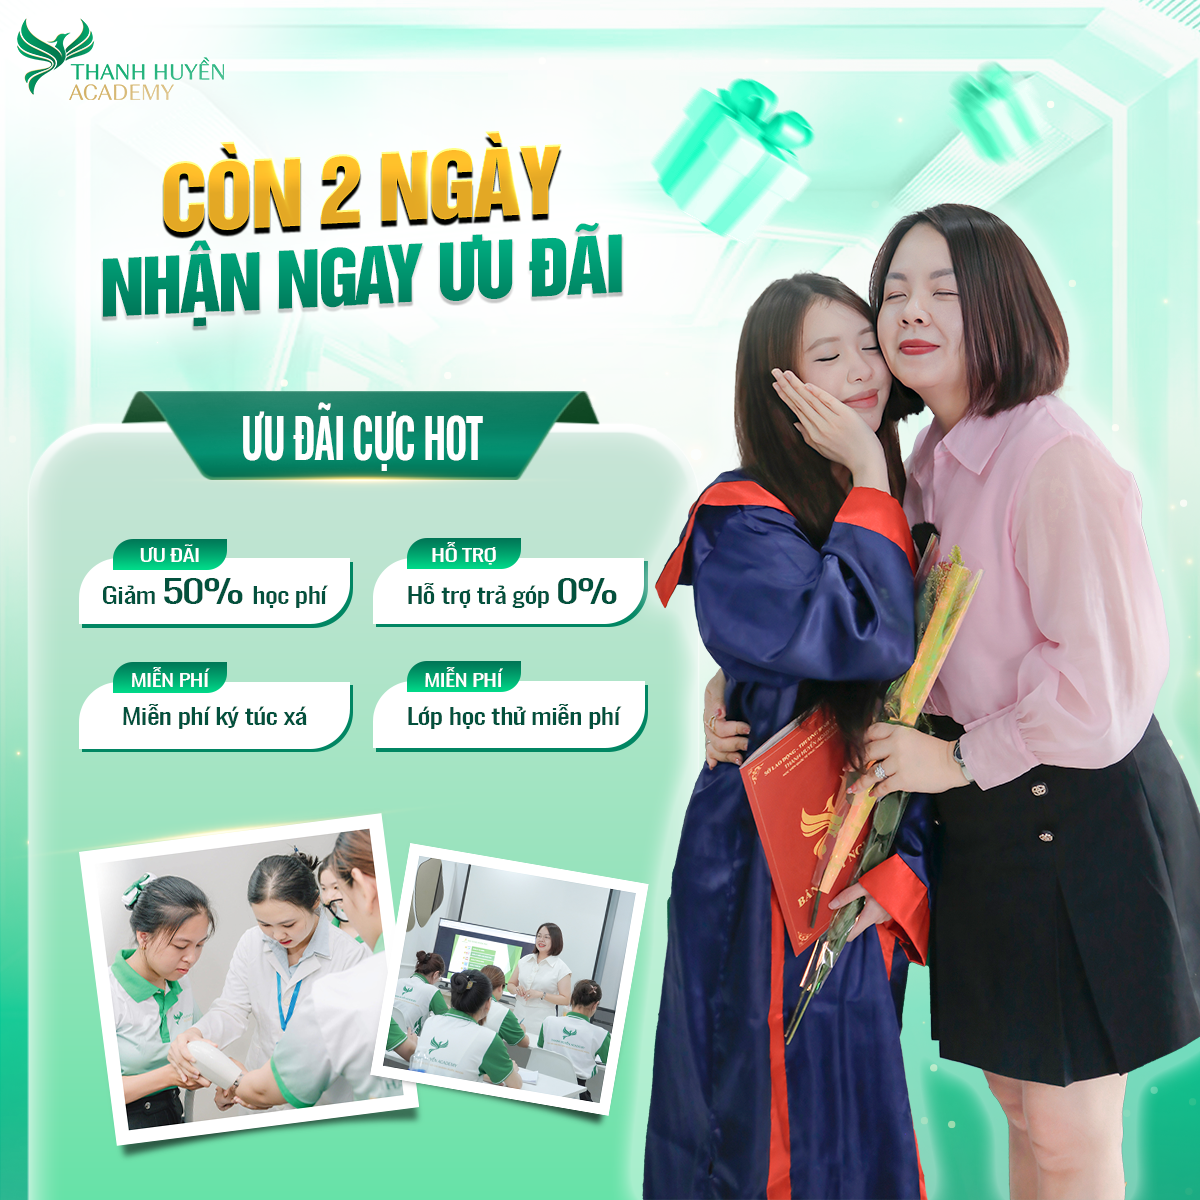 THANH HUYỀN
ACADEMY
CÒN 2 NGÀY
NHẬN NGAY ƯU ĐÃI
ƯU ĐÃI CỰC HOT
ƯU ĐÃI
Giảm 50% học phí
HỖ TRỢ
Hỗ trợ trả góp 0%
MIỄN PHÍ
Miễn phí ký túc xá
MIỄN PHÍ
Lớp học thử miễn phí